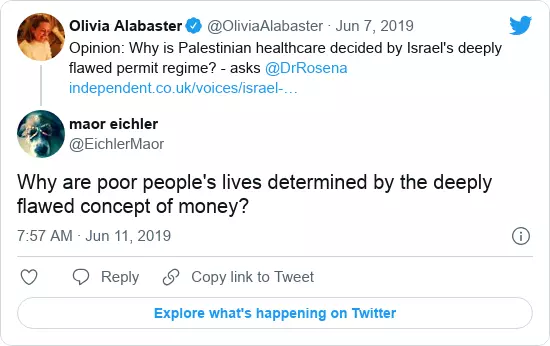 Olivia Alabaster @OliviaAlabaster · Jun 7, 2019
Opinion: Why is Palestinian healthcare decided by Israel's deeply
flawed permit regime? - asks @DrRosena
independent.co.uk/voices/israel-…
maor eichler
@EichlerMaor
Why are poor people's lives determined by the deeply
flawed concept of money?
7:57 AM · Jun 11, 2019
Reply Copy link to Tweet
Explore what's happening on Twitter